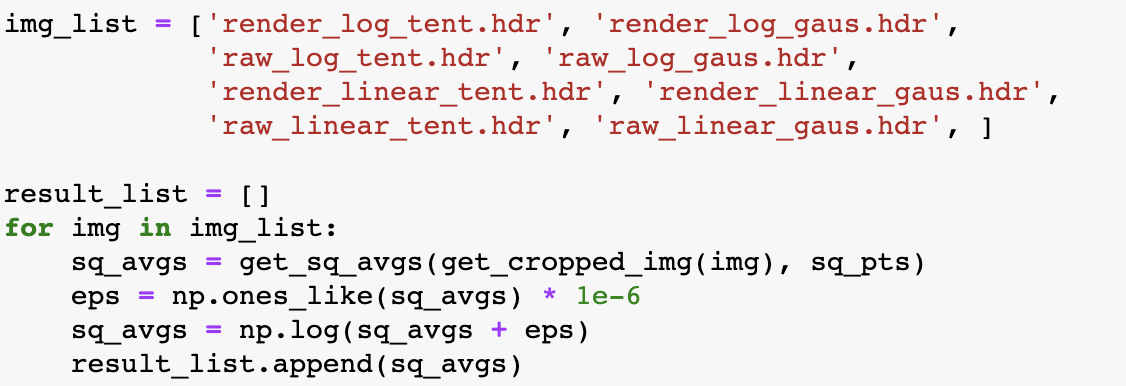 img_list = ['render_log_tent.hdr', 'render_log_gaus.hdr',
            'raw_log_tent.hdr', 'raw_log_gaus.hdr',
            'render_linear_tent.hdr', 'render_linear_gaus.hdr',
            'raw_linear_tent.hdr', 'raw_linear_gaus.hdr', ]

result_list = []
for img in img_list:
    sq_avgs = get_sq_avgs(get_cropped_img(img), sq_pts)
    eps = np.ones_like(sq_avgs) * 1e-6
    sq_avgs = np.log(sq_avgs + eps)
    result_list.append(sq_avgs)